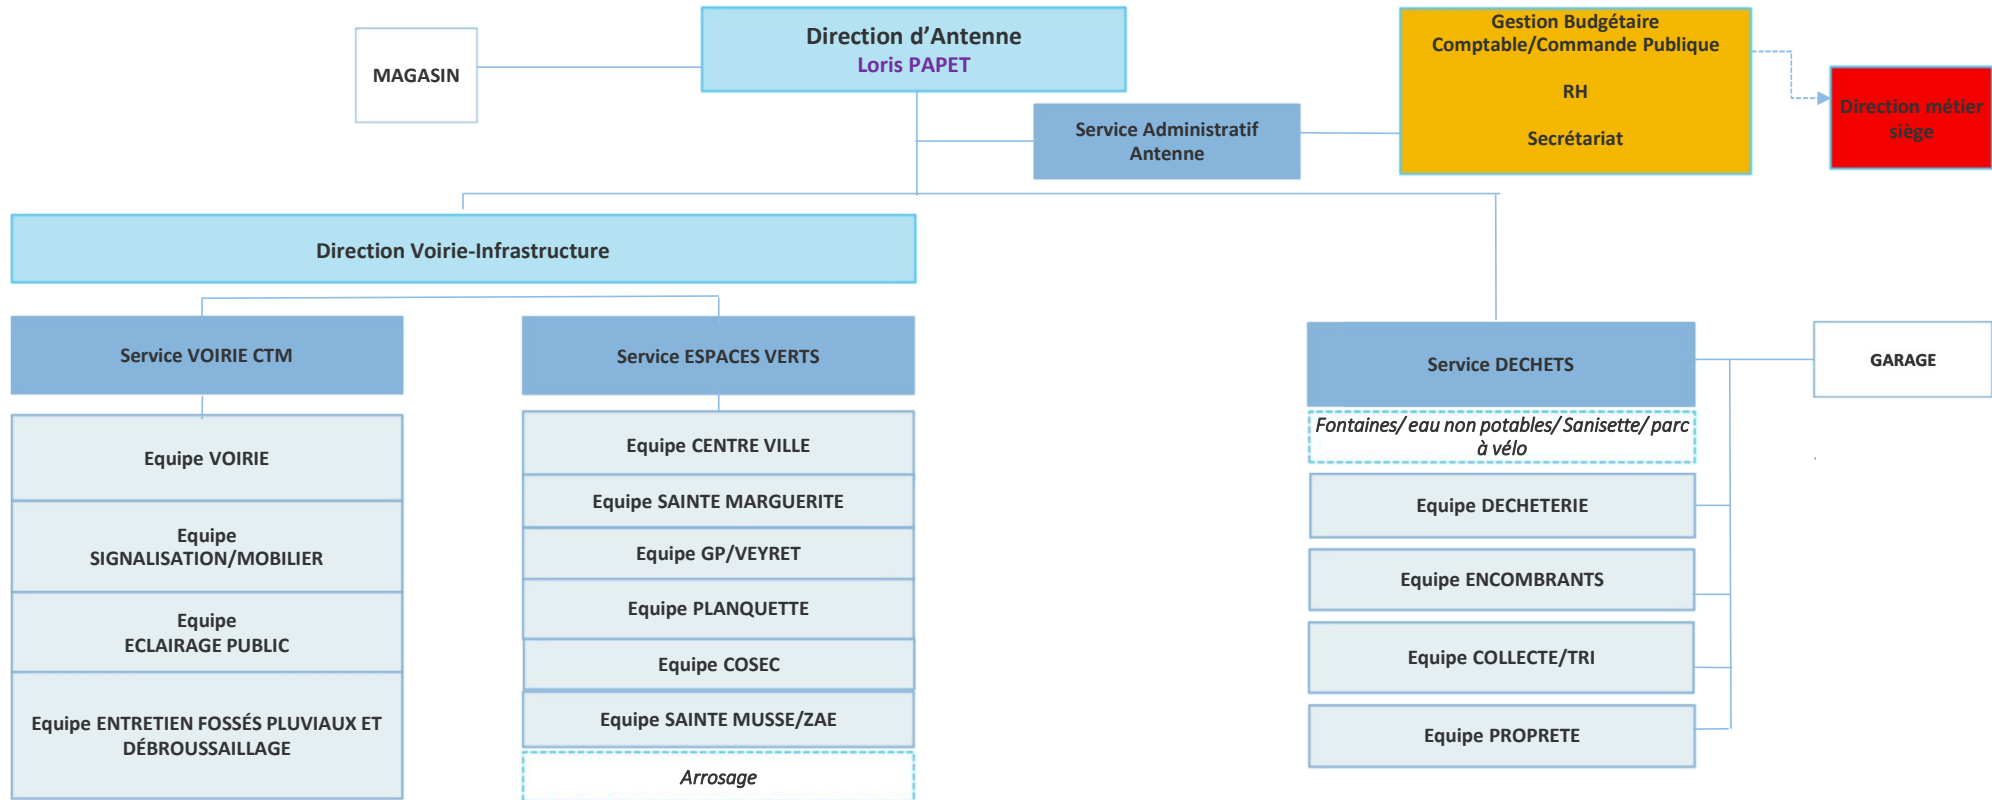 Direction d'Antenne
Loris PAPET
MAGASIN
Gestion Budgétaire
Comptable/Commande Publique
RH
Secrétariat
Direction métier
siège
Service Administratif
Antenne
Direction Voirie-Infrastructure
Service VOIRIE CTM
Equipe VOIRIE
Equipe
SIGNALISATION/MOBILIER
Equipe
ECLAIRAGE PUBLIC
Equipe ENTRETIEN FOSSÉS PLUVIAUX ET
DÉBROUSSAILLAGE
Service ESPACES VERTS
Equipe CENTRE VILLE
Equipe SAINTE MARGUERITE
Equipe GP/VEYRET
Equipe PLANQUETTE
Equipe COSEC
Equipe SAINTE MUSSE/ZAE
Arrosage
Service DECHETS
Fontaines/ eau non potables/ Sanisette/ parc
à vélo
Equipe DECHETERIE
Equipe ENCOMBRANTS
Equipe COLLECTE/TRI
Equipe PROPRETE
GARAGE